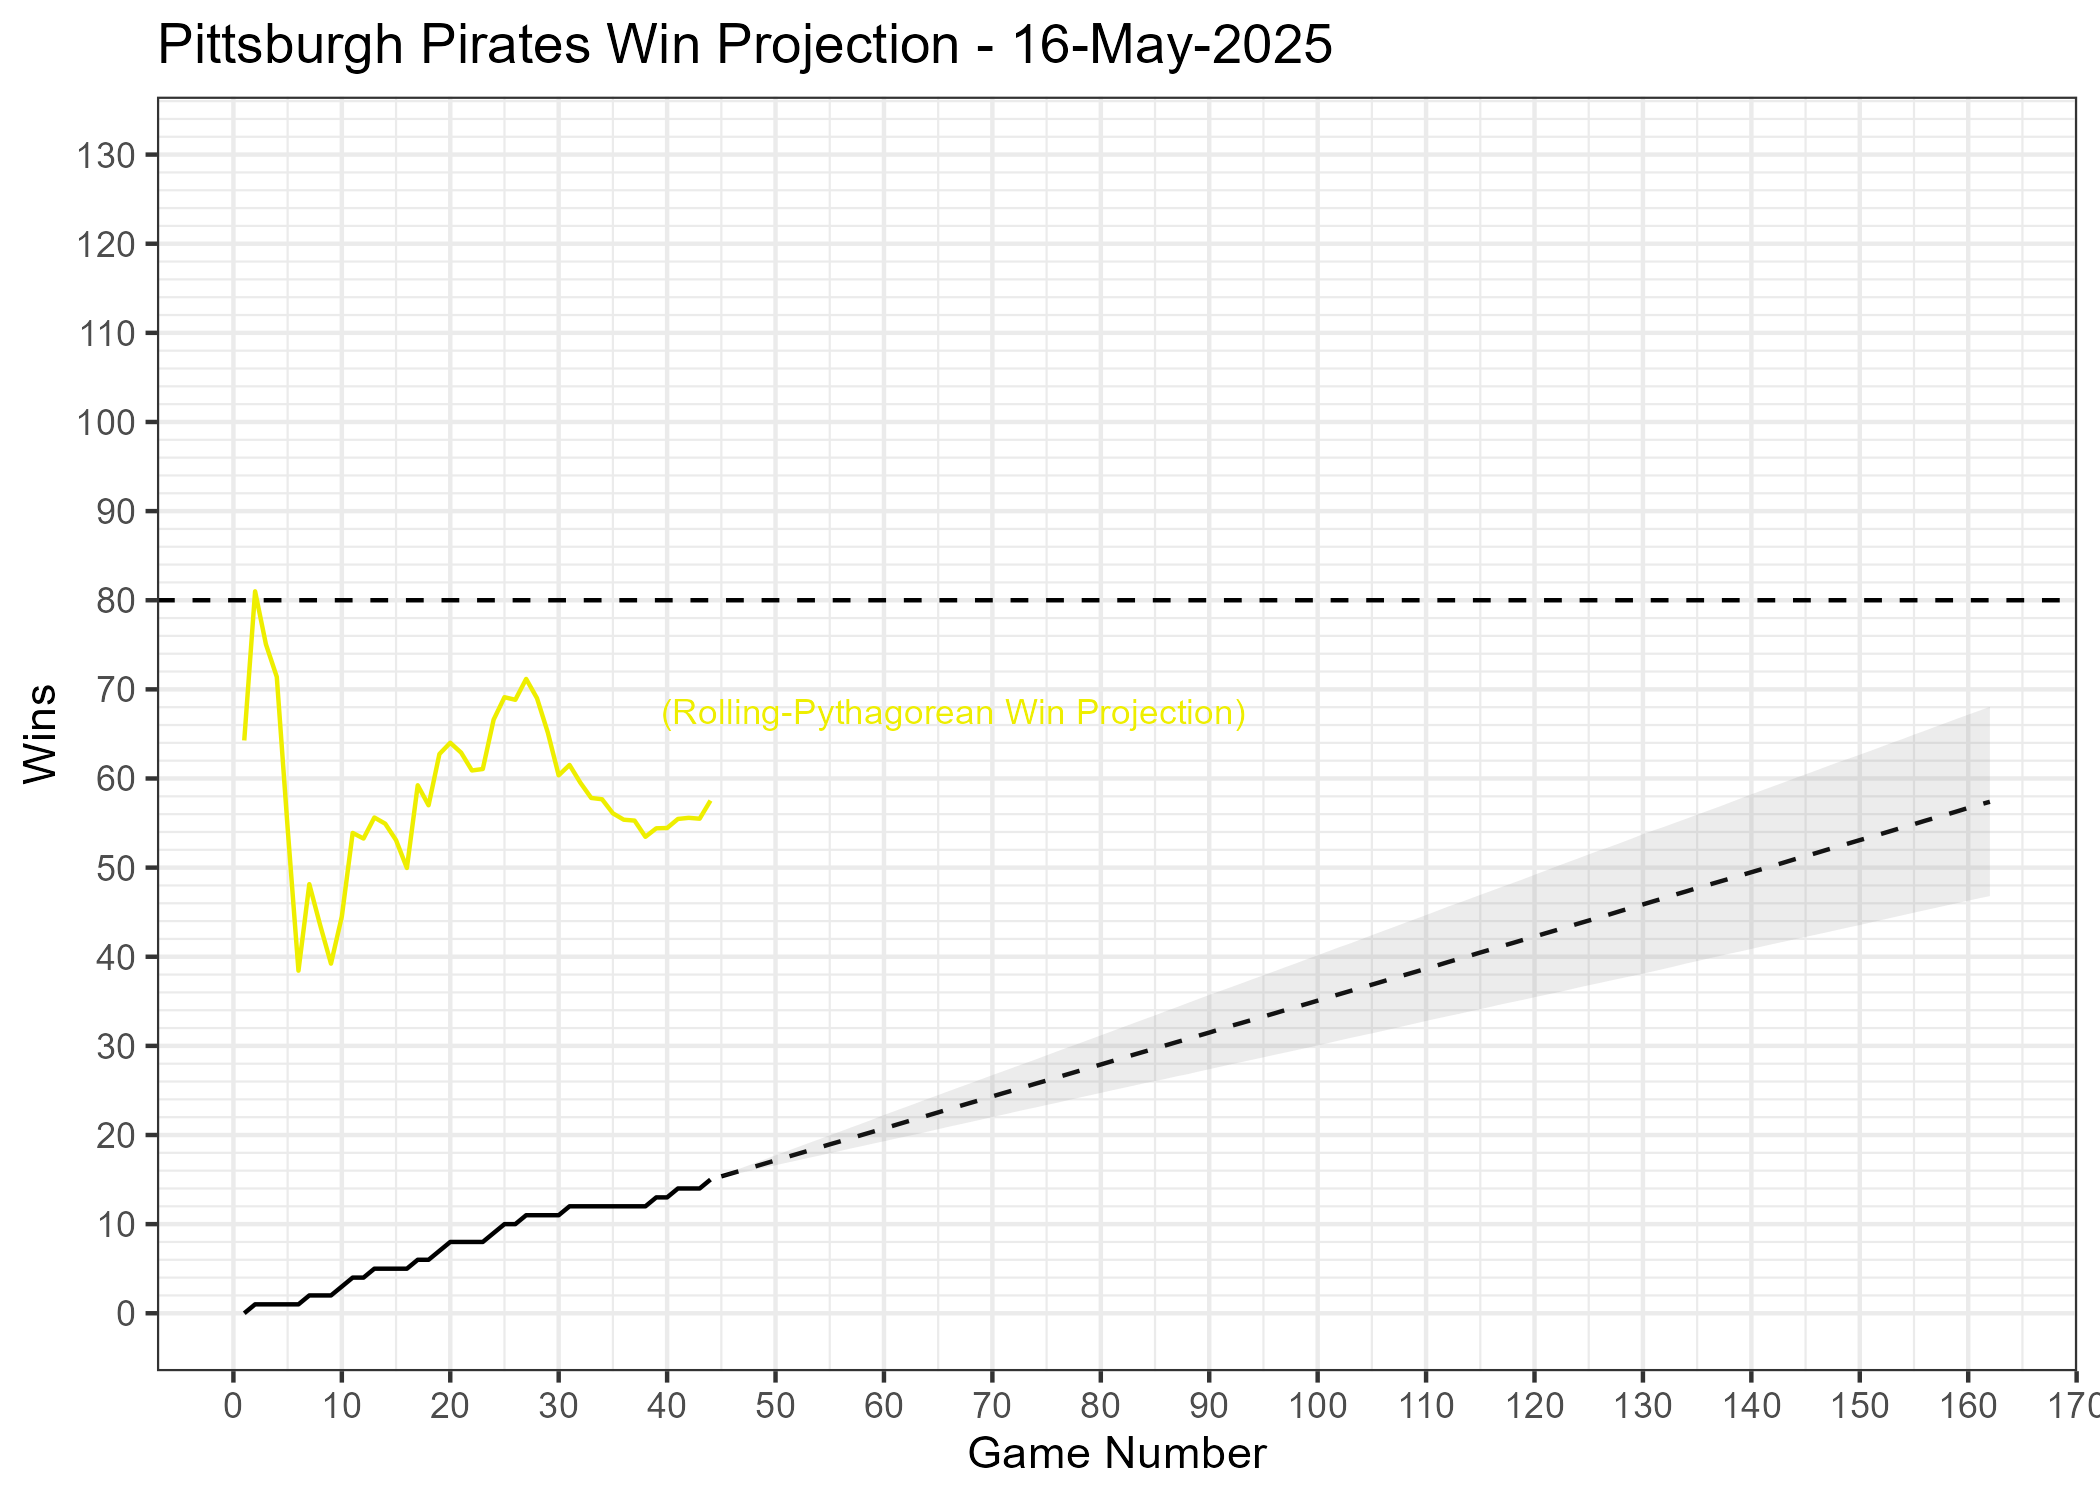 Pittsburgh Pirates Win Projection - 16-May-2025
130
120
110
100
90
80
70
60
50
40
30
20
10
0
Wins
(Rolling-Pythagorean Win Projection)
0 10 20 30 40 50 60 70 80 90 100 110 120 130 140 150 160 170
Game Number